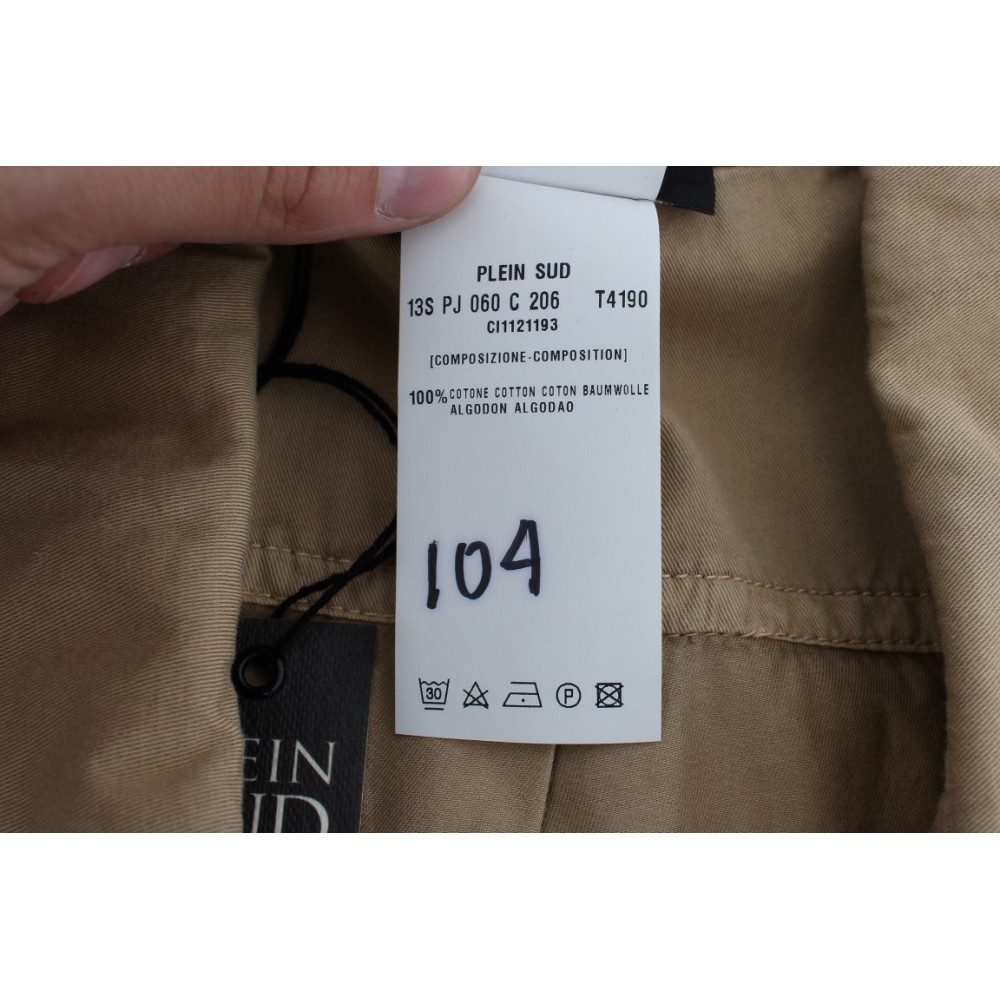 PLEIN SUD
13S PJ 060 C 206 T4190
CI1121193
[COMPOSIZIONE-COMPOSITION]
100% COTONE COTTON COTON BAUMWOLLE
ALGODON ALGODAO
104
30
P
EIN
UD